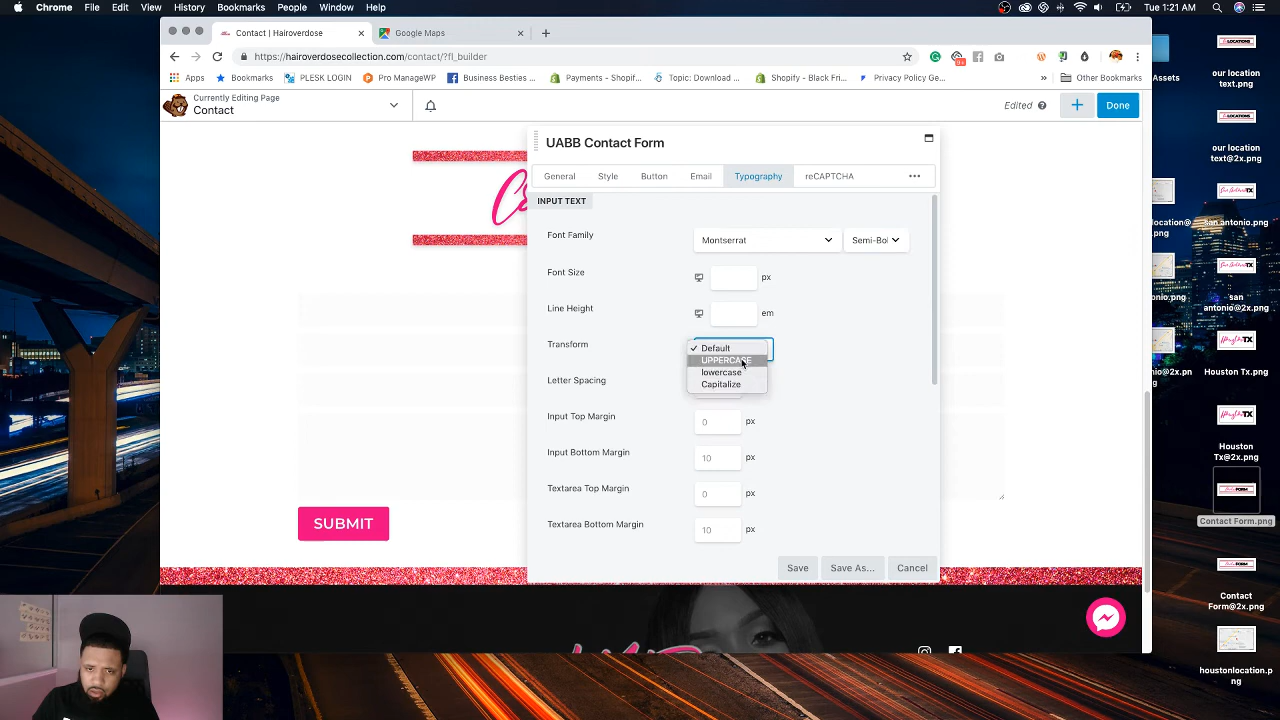 Chrome File Edit View History Bookmarks People Window Help
Tue 1:21 AM
Contact | Hairoverdose
Google Maps
https://hairoverdosecollection.com/contact/?fl_builder
Apps
Bookmarks
PLESK LOGIN
Pro ManageWP
Business Bestie...
Payments - Shopif...
Topic: Download ...
Shopify - Black Fri...
Privacy Policy Ge...
»
Other Bookmarks
Currently Editing Page
Contact
Edited
Done
UABB Contact Form
General
Style
Button
Email
Typography
reCAPTCHA
INPUT TEXT
Font Family
Montserrat
Font Size
px
Line Height
em
Transform
Default
UPPERCASE
lowercase
Capitalize
Letter Spacing
Input Top Margin
0
px
Input Bottom Margin
10
px
Textarea Top Margin
0
px
Textarea Bottom Margin
10
px
Save
Save As...
Cancel
SUBMIT
our location
text.png
our location
text@2x.png
san antonio.png
san
antonio@2x.png
Houston Tx.png
Houston
Tx@2x.png
Contact Form.png
Contact
Form@2x.png
houstonlocation.p
ng